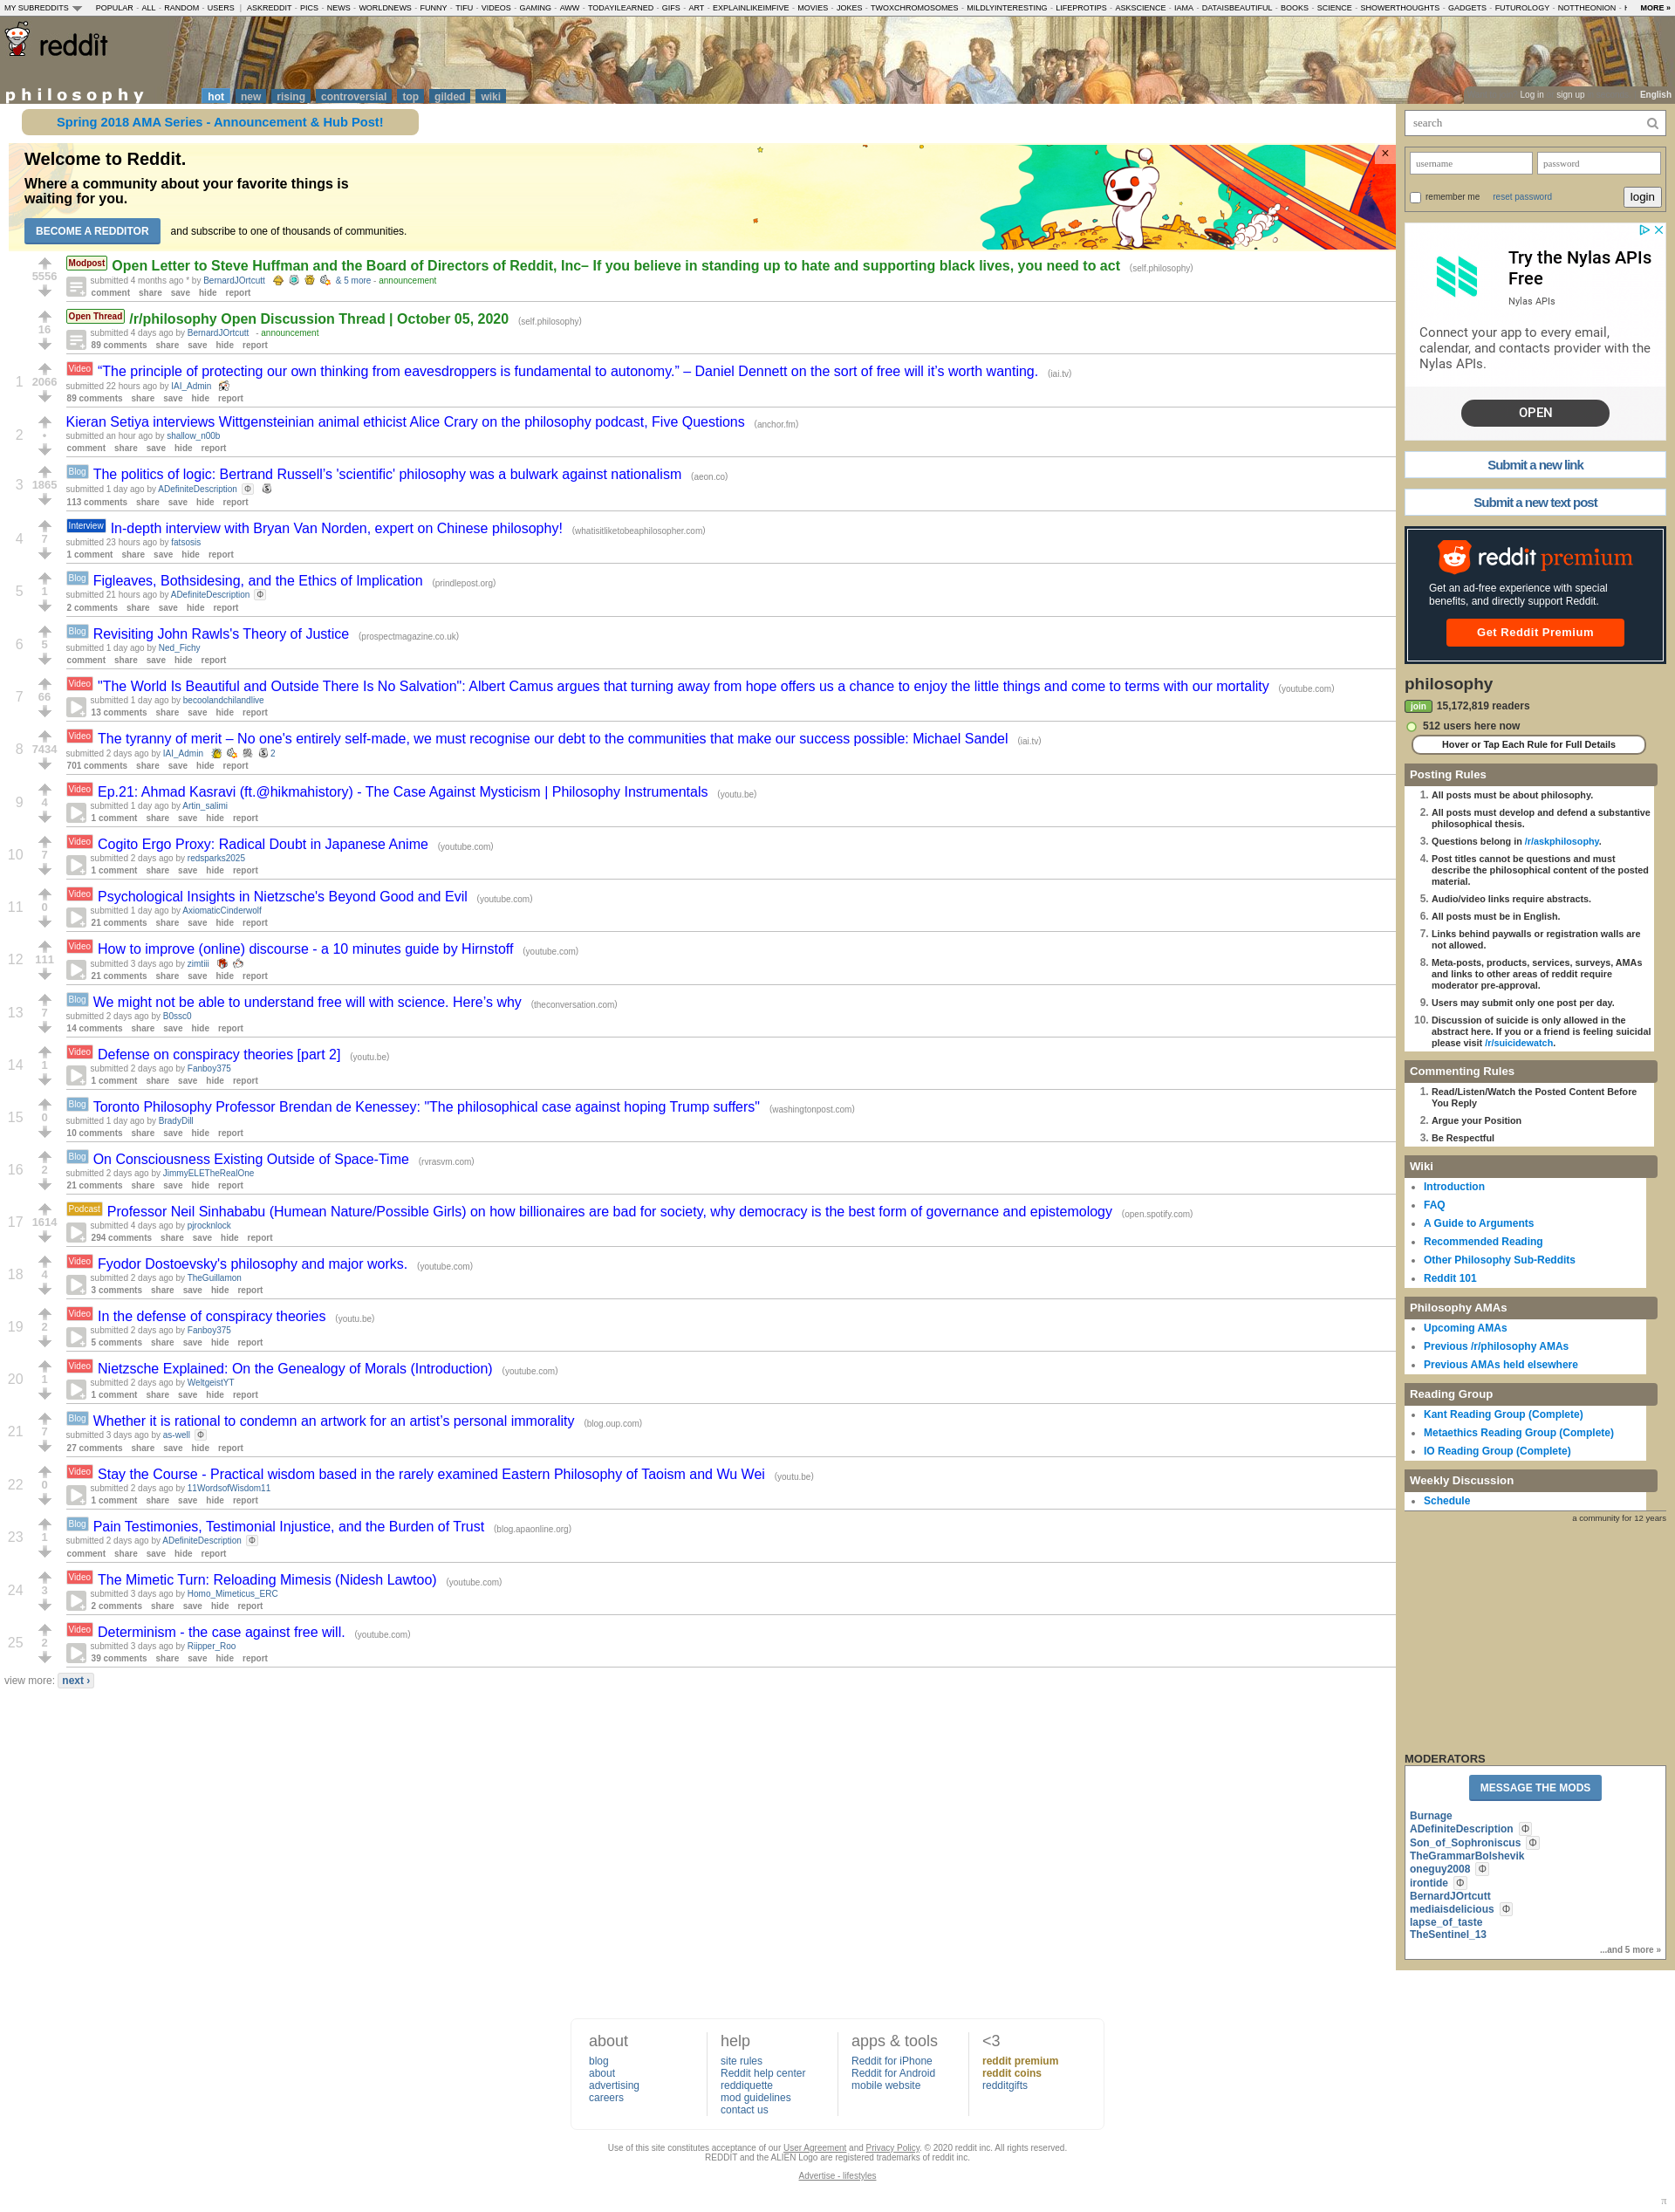 MY SUBREDDITS POPULAR - ALL - RANDOM - USERS | ASKREDDIT - PICS - NEWS - WORLDNEWS - FUNNY - TIFU - VIDEOS - GAMING - AWW - TODAYILEARNED - GIFS - EXPLAINLIKEIMFIVE - MOVIES - JOKES - TWOXCHROMOSOMES - MILDLYINTERESTING - LIFEPROTIPS - ASKSCIENCE - IAMA - DATAISBEAUTIFUL - BOOKS - SCIENCE - SHOWERTHOUGHTS - GADGETS - FUTUROLOGY - NOTTHEONION - MORE »
reddit
philosophy hot new rising controversial top gilded wiki
Log in sign up English
Spring 2018 AMA Series - Announcement & Hub Post!
Welcome to Reddit.
Where a community about your favorite things is
waiting for you.
BECOME A REDDITOR and subscribe to one of thousands of communities.
×
5556
Modpost Open Letter to Steve Huffman and the Board of Directors of Reddit, Inc– If you believe in standing up to hate and supporting black lives, you need to act (self.philosophy)
submitted 4 months ago * by BernardJOrtcutt & 5 more - announcement
comment share save hide report
16
Open Thread /r/philosophy Open Discussion Thread | October 05, 2020 (self.philosophy)
submitted 4 days ago by BernardJOrtcutt - announcement
89 comments share save hide report
1 2066
Video “The principle of protecting our own thinking from eavesdroppers is fundamental to autonomy.” – Daniel Dennett on the sort of free will it’s worth wanting. (iai.tv)
submitted 22 hours ago by IAI_Admin
89 comments share save hide report
2 •
Kieran Setiya interviews Wittgensteinian animal ethicist Alice Crary on the philosophy podcast, Five Questions (anchor.fm)
submitted an hour ago by shallow_n00b
comment share save hide report
3 1865
Blog The politics of logic: Bertrand Russell’s 'scientific' philosophy was a bulwark against nationalism (aeon.co)
submitted 1 day ago by ADefiniteDescription Φ
113 comments share save hide report
4 7
Interview In-depth interview with Bryan Van Norden, expert on Chinese philosophy! (whatisitliketobeaphilosopher.com)
submitted 23 hours ago by fatsosis
1 comment share save hide report
5 1
Blog Figleaves, Bothsidesing, and the Ethics of Implication (prindlepost.org)
submitted 21 hours ago by ADefiniteDescription Φ
2 comments share save hide report
6 5
Blog Revisiting John Rawls's Theory of Justice (prospectmagazine.co.uk)
submitted 1 day ago by Ned_Fichy
comment share save hide report
7 66
Video "The World Is Beautiful and Outside There Is No Salvation": Albert Camus argues that turning away from hope offers us a chance to enjoy the little things and come to terms with our mortality (youtube.com)
submitted 1 day ago by becoolandchilandlive
13 comments share save hide report
8 7434
Video The tyranny of merit – No one's entirely self-made, we must recognise our debt to the communities that make our success possible: Michael Sandel (iai.tv)
submitted 2 days ago by IAI_Admin 2
701 comments share save hide report
9 4
Video Ep.21: Ahmad Kasravi (ft.@hikmahistory) - The Case Against Mysticism | Philosophy Instrumentals (youtu.be)
submitted 1 day ago by Artin_salimi
1 comment share save hide report
10 7
Video Cogito Ergo Proxy: Radical Doubt in Japanese Anime (youtube.com)
submitted 2 days ago by redsparks2025
1 comment share save hide report
11 0
Video Psychological Insights in Nietzsche's Beyond Good and Evil (youtube.com)
submitted 1 day ago by AxiomaticCinderwolf
21 comments share save hide report
12 111
Video How to improve (online) discourse - a 10 minutes guide by Hirnstoff (youtube.com)
submitted 3 days ago by zimtiii
21 comments share save hide report
13 7
Blog We might not be able to understand free will with science. Here’s why (theconversation.com)
submitted 2 days ago by B0ssc0
14 comments share save hide report
14 1
Video Defense on conspiracy theories [part 2] (youtu.be)
submitted 2 days ago by Fanboy375
1 comment share save hide report
15 0
Blog Toronto Philosophy Professor Brendan de Kenessey: "The philosophical case against hoping Trump suffers" (washingtonpost.com)
submitted 1 day ago by BradyDill
10 comments share save hide report
16 2
Blog On Consciousness Existing Outside of Space-Time (rvrasvm.com)
submitted 2 days ago by JimmyELETheRealOne
21 comments share save hide report
17 1614
Podcast Professor Neil Sinhababu (Humean Nature/Possible Girls) on how billionaires are bad for society, why democracy is the best form of governance and epistemology (open.spotify.com)
submitted 4 days ago by pjrocknlock
294 comments share save hide report
18 4
Video Fyodor Dostoevsky's philosophy and major works. (youtube.com)
submitted 2 days ago by TheGuillamon
3 comments share save hide report
19 2
Video In the defense of conspiracy theories (youtu.be)
submitted 2 days ago by Fanboy375
5 comments share save hide report
20 1
Video Nietzsche Explained: On the Genealogy of Morals (Introduction) (youtube.com)
submitted 2 days ago by WeltgeistYT
1 comment share save hide report
21 7
Blog Whether it is rational to condemn an artwork for an artist’s personal immorality (blog.oup.com)
submitted 3 days ago by as-well Φ
27 comments share save hide report
22 0
Video Stay the Course - Practical wisdom based in the rarely examined Eastern Philosophy of Taoism and Wu Wei (youtu.be)
submitted 2 days ago by 11WordsofWisdom11
1 comment share save hide report
23 1
Blog Pain Testimonies, Testimonial Injustice, and the Burden of Trust (blog.apaonline.org)
submitted 2 days ago by ADefiniteDescription Φ
comment share save hide report
24 3
Video The Mimetic Turn: Reloading Mimesis (Nidesh Lawtoo) (youtube.com)
submitted 3 days ago by Homo_Mimeticus_ERC
2 comments share save hide report
25 2
Video Determinism - the case against free will. (youtube.com)
submitted 3 days ago by Riipper_Roo
39 comments share save hide report
view more: next ›
search
username password
remember me reset password login
Try the Nylas APIs
Free
Nylas APIs
Connect your app to every email,
calendar, and contacts provider with the
Nylas APIs.
OPEN
Submit a new link
Submit a new text post
reddit premium
Get an ad-free experience with special
benefits, and directly support Reddit.
Get Reddit Premium
philosophy
join 15,172,819 readers
512 users here now
Hover or Tap Each Rule for Full Details
Posting Rules
1. All posts must be about philosophy.
2. All posts must develop and defend a substantive
philosophical thesis.
3. Questions belong in /r/askphilosophy.
4. Post titles cannot be questions and must
describe the philosophical content of the posted
material.
5. Audio/video links require abstracts.
6. All posts must be in English.
7. Links behind paywalls or registration walls are
not allowed.
8. Meta-posts, products, services, surveys, AMAs
and links to other areas of reddit require
moderator pre-approval.
9. Users may submit only one post per day.
10. Discussion of suicide is only allowed in the
abstract here. If you or a friend is feeling suicidal
please visit /r/suicidewatch.
Commenting Rules
1. Read/Listen/Watch the Posted Content Before
You Reply
2. Argue your Position
3. Be Respectful
Wiki
Introduction
FAQ
A Guide to Arguments
Recommended Reading
Other Philosophy Sub-Reddits
Reddit 101
Philosophy AMAs
Upcoming AMAs
Previous /r/philosophy AMAs
Previous AMAs held elsewhere
Reading Group
Kant Reading Group (Complete)
Metaethics Reading Group (Complete)
IO Reading Group (Complete)
Weekly Discussion
Schedule
a community for 12 years
MODERATORS
MESSAGE THE MODS
Burnage
ADefiniteDescription Φ
Son_of_Sophroniscus Φ
TheGrammarBolshevik
oneguy2008 Φ
irontide Φ
BernardJOrtcutt
mediaisdelicious Φ
lapse_of_taste
TheSentinel_13
...and 5 more »
about
blog
about
advertising
careers
help
site rules
Reddit help center
reddiquette
mod guidelines
contact us
apps & tools
Reddit for iPhone
Reddit for Android
mobile website
<3
reddit premium
reddit coins
redditgifts
Use of this site constitutes acceptance of our User Agreement and Privacy Policy. © 2020 reddit inc. All rights reserved.
REDDIT and the ALIEN Logo are registered trademarks of reddit inc.
Advertise - lifestyles
π